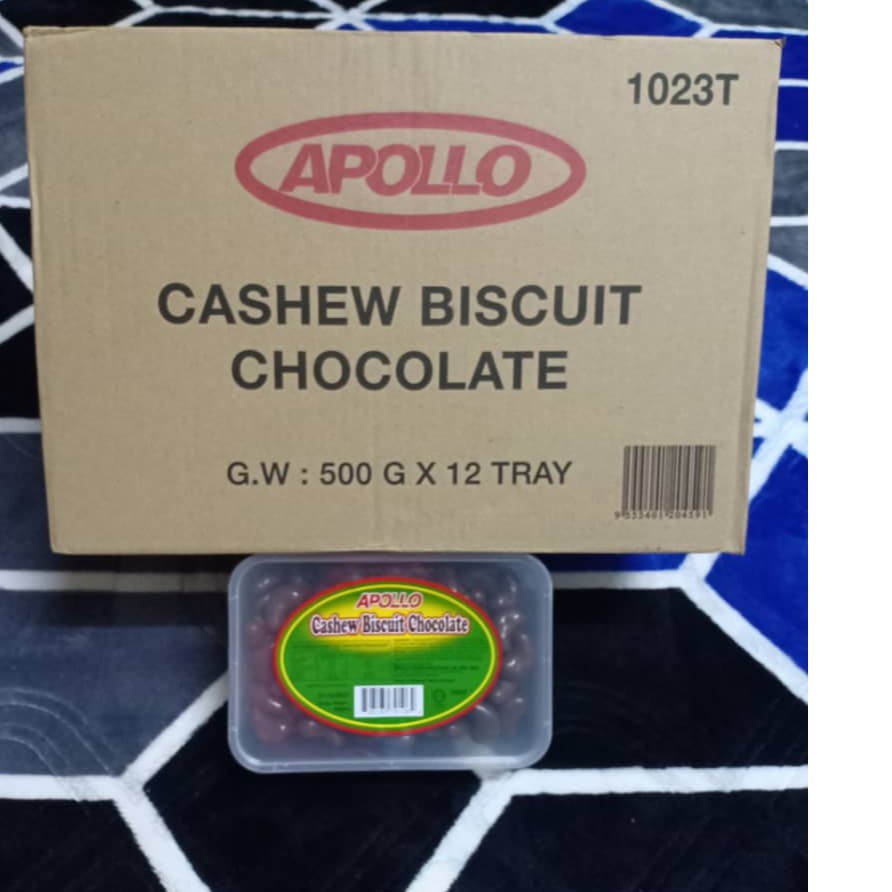 1023T
APOLLO
CASHEW BISCUIT
CHOCOLATE
G.W : 500 G X 12 TRAY
APOLLO
Cashew Biscuit Chocolate